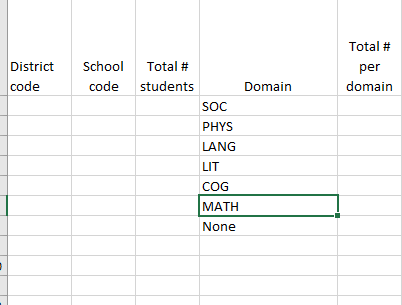 Total #
District School Total # per
code code students Domain domain
SOC
PHYS
LANG
LIT
COG
MATH
None